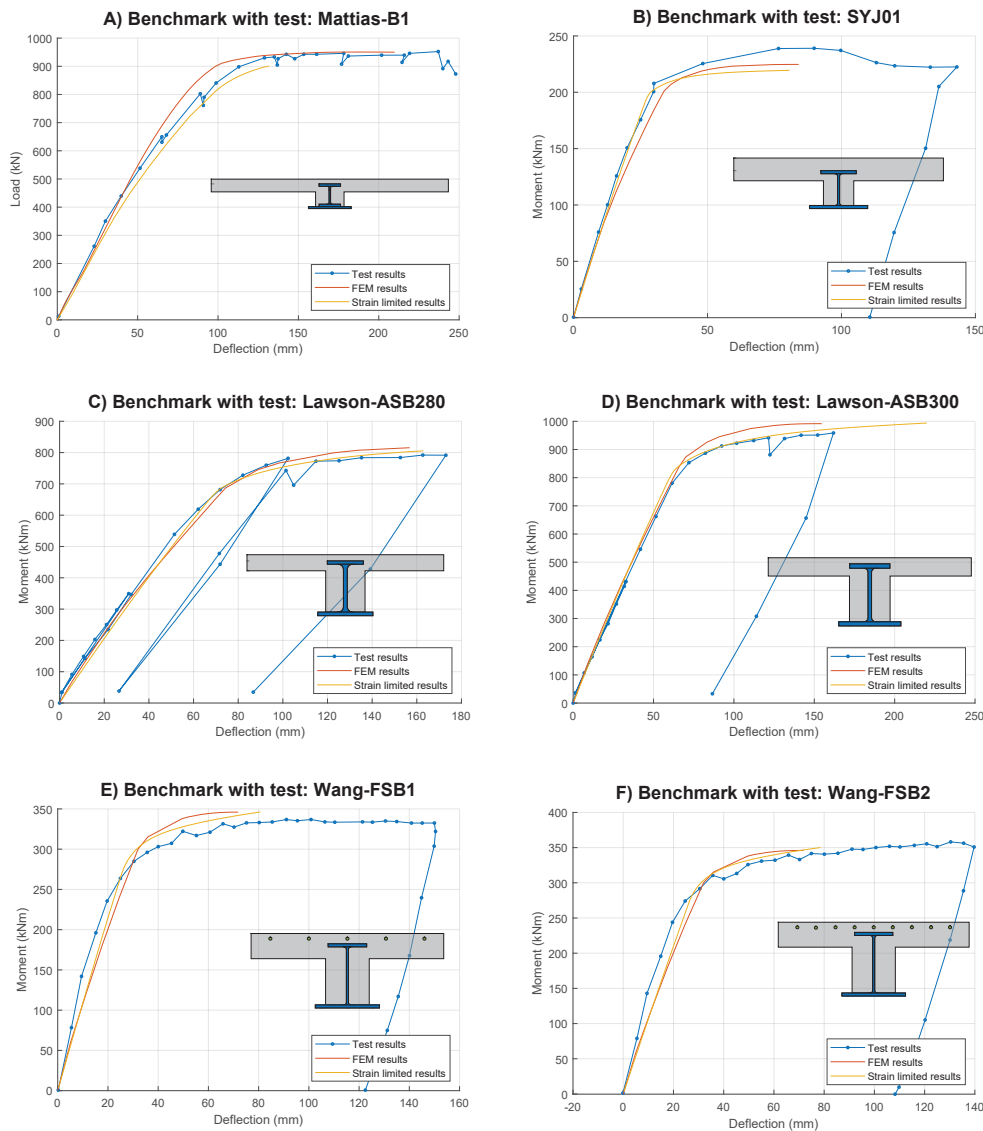 A) Benchmark with test: Mattias-B1
1000
900
800
700
600
500
400
300
200
100
0
Load (kN)
Test results
FEM results
Strain limited results
0 50 100 150 200 250
Deflection (mm)
B) Benchmark with test: SYJ01
250
200
150
100
50
0
Moment (kNm)
Test results
FEM results
Strain limited results
0 50 100 150
Deflection (mm)
C) Benchmark with test: Lawson-ASB280
900
800
700
600
500
400
300
200
100
0
Moment (kNm)
Test results
FEM results
Strain limited results
0 20 40 60 80 100 120 140 160 180
Deflection (mm)
D) Benchmark with test: Lawson-ASB300
1000
900
800
700
600
500
400
300
200
100
0
Moment (kNm)
Test results
FEM results
Strain limited results
0 50 100 150 200 250
Deflection (mm)
E) Benchmark with test: Wang-FSB1
350
300
250
200
150
100
50
0
Moment (kNm)
Test results
FEM results
Strain limited results
0 20 40 60 80 100 120 140 160
Deflection (mm)
F) Benchmark with test: Wang-FSB2
400
350
300
250
200
150
100
50
0
Moment (kNm)
Test results
FEM results
Strain limited results
-20 0 20 40 60 80 100 120 140
Deflection (mm)